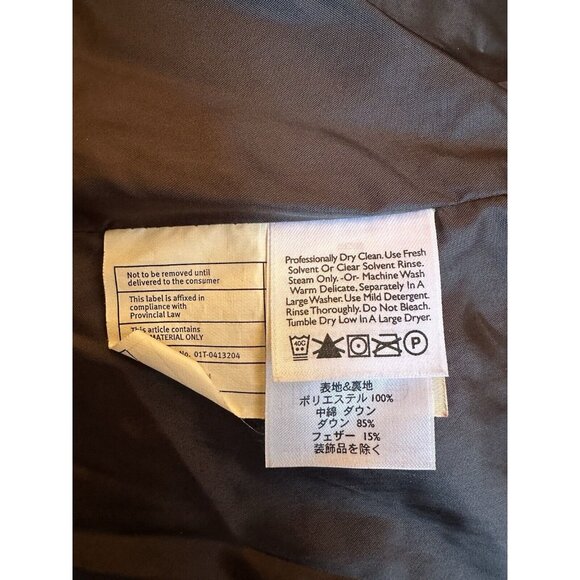 Not to be removed until
delivered to the consumer
This label is affixed in
compliance with
Provincial Law
This article contains
MATERIAL ONLY
No. 01T-0413204
Professionally Dry Clean. Use Fresh
Solvent Or Clear Solvent Rinse.
Steam Only. -Or- Machine Wash
Warm Delicate, Separately In A
Large Washer. Use Mild Detergent.
Rinse Thoroughly. Do Not Bleach.
Tumble Dry Low In A Large Dryer.
40C
P
表地&裏地
ポリエステル 100%
中綿 ダウン
ダウン 85%
フェザー 15%
装飾品を除く